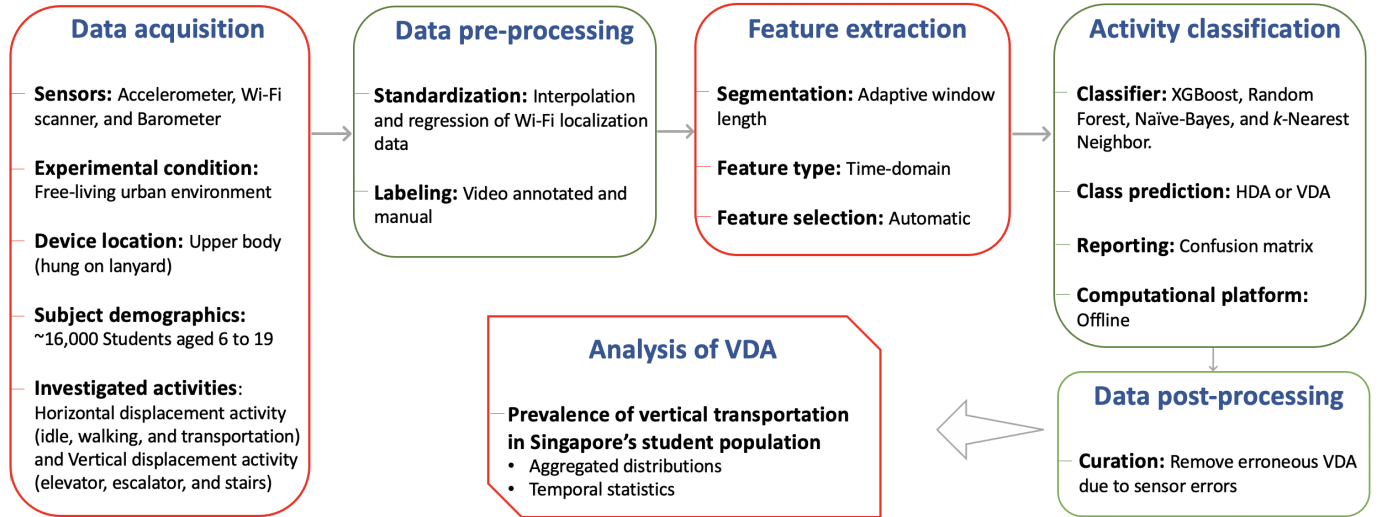 Data acquisition
Sensors: Accelerometer, Wi-Fi
scanner, and Barometer
Experimental condition:
Free-living urban environment
Device location: Upper body
(hung on lanyard)
Subject demographics:
~16,000 Students aged 6 to 19
Investigated activities:
Horizontal displacement activity
(idle, walking, and transportation)
and Vertical displacement activity
(elevator, escalator, and stairs)
Data pre-processing
Standardization: Interpolation
and regression of Wi-Fi localization
data
Labeling: Video annotated and
manual
Feature extraction
Segmentation: Adaptive window
length
Feature type: Time-domain
Feature selection: Automatic
Activity classification
Classifier: XGBoost, Random
Forest, Naïve-Bayes, and k-Nearest
Neighbor.
Class prediction: HDA or VDA
Reporting: Confusion matrix
Computational platform:
Offline
Data post-processing
Curation: Remove erroneous VDA
due to sensor errors
Analysis of VDA
Prevalence of vertical transportation
in Singapore's student population
• Aggregated distributions
• Temporal statistics